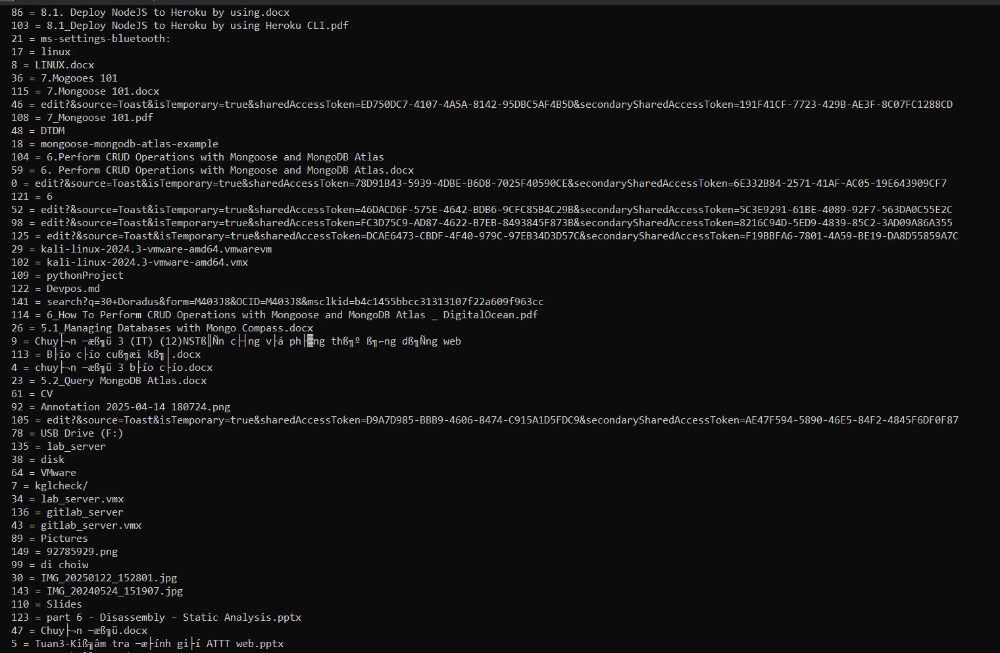 86 = 8.1. Deploy NodeJS to Heroku by using.docx
103 = 8.1_Deploy NodeJS to Heroku by using Heroku CLI.pdf
21 = ms-settings-bluetooth:
17 = linux
8 = LINUX.docx
36 = 7.Mogooes 101
115 = 7.Mongoose 101.docx
46 = edit?&source=Toast&isTemporary=true&sharedAccessToken=ED750DC7-4107-4A5A-8142-95DBC5AF4B5D&secondarySharedAccessToken=191F41CF-7723-429B-AE3F-8C07FC1288CD
108 = 7_Mongoose 101.pdf
48 = DTDM
18 = mongoose-mongodb-atlas-example
104 = 6.Perform CRUD Operations with Mongoose and MongoDB Atlas
59 = 6. Perform CRUD Operations with Mongoose and MongoDB Atlas.docx
0 = edit?&source=Toast&isTemporary=true&sharedAccessToken=78D91B43-5939-4DBE-B6D8-7025F40590CE&secondarySharedAccessToken=6E332B84-2571-41AF-AC05-19E643909CF7
121 = 6
52 = edit?&source=Toast&isTemporary=true&sharedAccessToken=46DACD6F-575E-4642-BDB6-9CFC85B4C29B&secondarySharedAccessToken=5C3E9291-61BE-4089-92F7-563DA0C55E2C
98 = edit?&source=Toast&isTemporary=true&sharedAccessToken=FC3D75C9-AD87-4622-B7EB-8493845F873B&secondarySharedAccessToken=8216C94D-5ED9-4839-85C2-3AD09A86A355
125 = edit?&source=Toast&isTemporary=true&sharedAccessToken=DCAE6473-CBDF-4F40-979C-97EB34D3D57C&secondarySharedAccessToken=F19BBFA6-7801-4A59-BE19-DA8D55859A7C
29 = kali-linux-2024.3-vmware-amd64.vmwarevm
102 = kali-linux-2024.3-vmware-amd64.vmx
109 = pythonProject
122 = Devpos.md
141 = search?q=30+Doradus&form=M403J8&OCID=M403J8&msclkid=b4c1455bbcc31313107f22a609f963cc
114 = 6_How To Perform CRUD Operations with Mongoose and MongoDB Atlas _ DigitalOcean.pdf
26 = 5.1_Managing Databases with Mongo Compass.docx
9 = Chuy├¬n ─æß╗ü 3 (IT) (12)NSTß║Ñn c├┤ng v├á ph├▓ng thß╗º ß╗⌐ng dß╗Ñng web
113 = B├ío c├ío cuß╗æi kß╗│.docx
4 = chuy├¬n ─æß╗ü 3 b├ío c├ío.docx
23 = 5.2_Query MongoDB Atlas.docx
61 = CV
92 = Annotation 2025-04-14 180724.png
105 = edit?&source=Toast&isTemporary=true&sharedAccessToken=D9A7D985-BBB9-4606-8474-C915A1D5FDC9&secondarySharedAccessToken=AE47F594-5890-46E5-84F2-4845F6DF0F87
78 = USB Drive (F:)
135 = lab_server
38 = disk
64 = VMware
7 = kglcheck/
34 = lab_server.vmx
136 = gitlab_server
43 = gitlab_server.vmx
89 = Pictures
149 = 92785929.png
99 = di choiw
30 = IMG_20250122_152801.jpg
143 = IMG_20240524_151907.jpg
110 = Slides
123 = part 6 - Disassembly - Static Analysis.pptx
47 = Chuy├¬n ─æß╗ü.docx
5 = Tuan3-Kiß╗âm tra ─æ├ính gi├í ATTT web.pptx